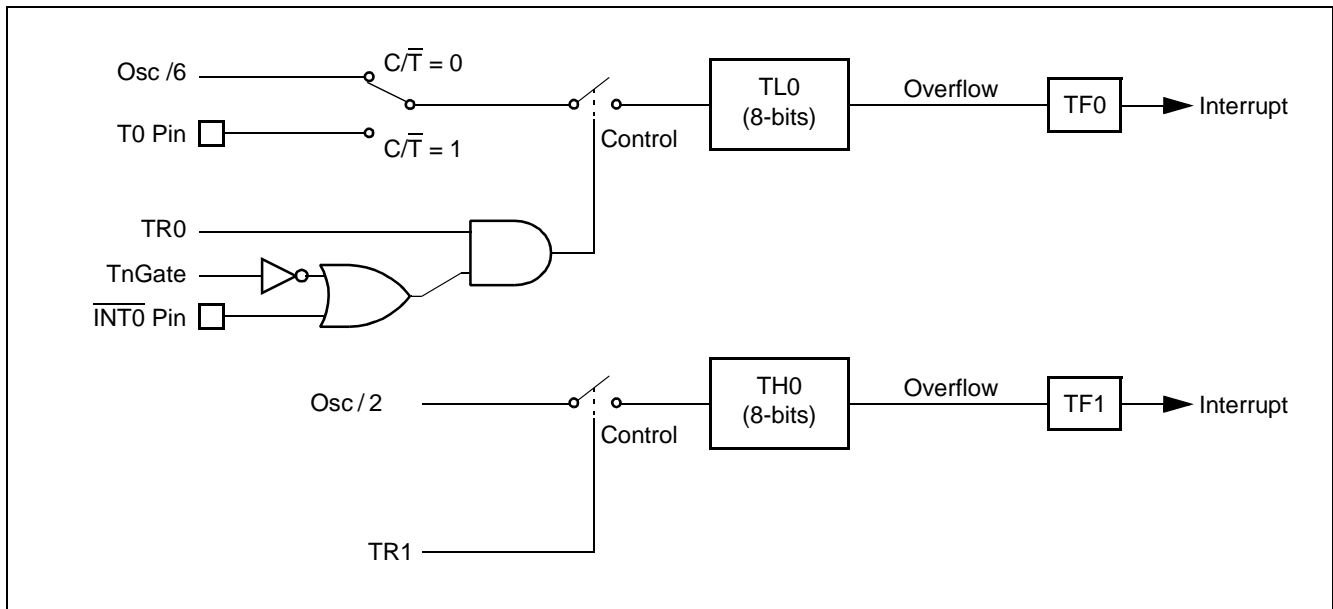 Osc /6
C/T̅ = 0
T0 Pin
C/T̅ = 1
Control
TL0
(8-bits)
Overflow
TF0
Interrupt
TR0
TnGate
I̅N̅T̅0̅ Pin
Osc / 2
Control
TH0
(8-bits)
Overflow
TF1
Interrupt
TR1